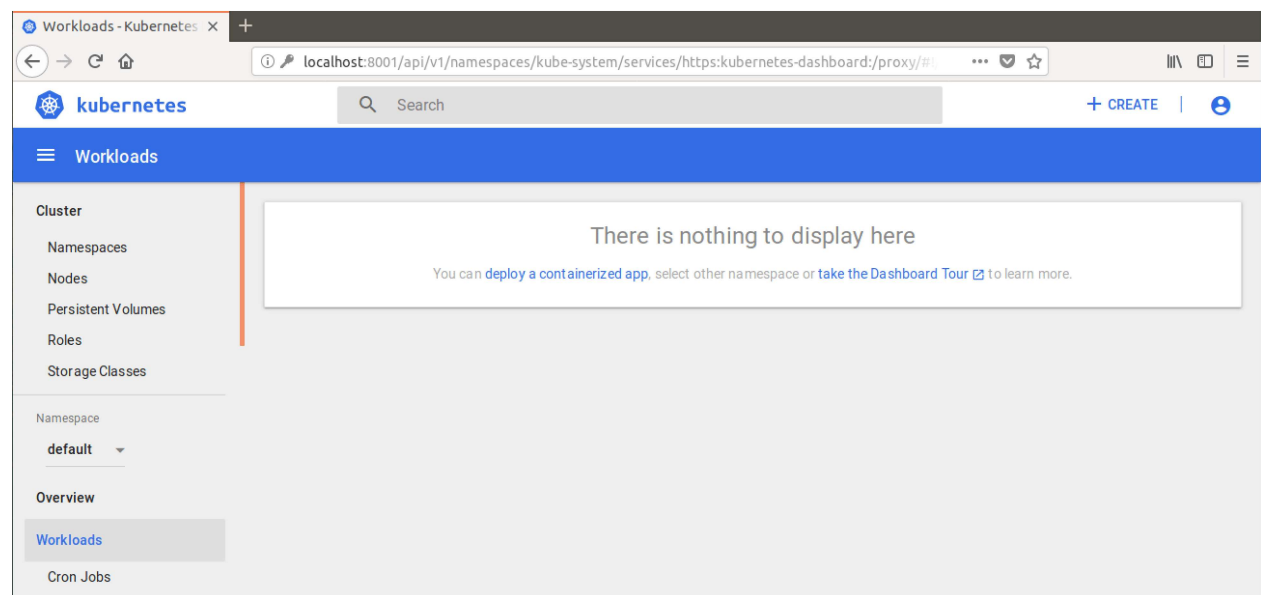 Workloads - Kubernetes
localhost:8001/api/v1/namespaces/kube-system/services/https:kubernetes-dashboard:/proxy/#
kubernetes
Search
+ CREATE
Workloads
Cluster
Namespaces
Nodes
Persistent Volumes
Roles
Storage Classes
Namespace
default
Overview
Workloads
Cron Jobs
There is nothing to display here
You can deploy a containerized app, select other namespace or take the Dashboard Tour to learn more.